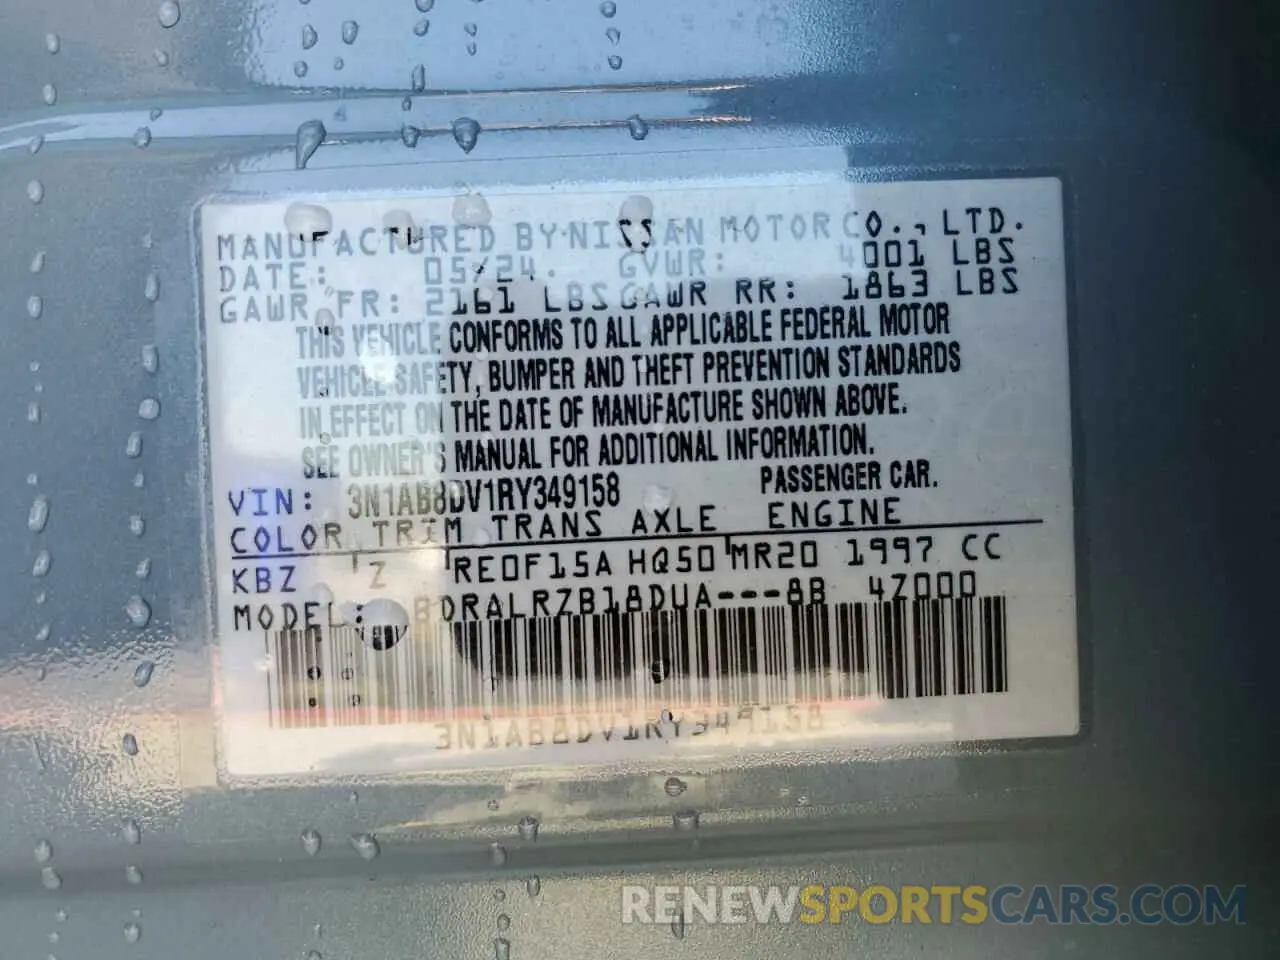 MANUFACTURED BY NISSAN MOTOR CO., LTD.
DATE: 05/24. GVWR: 4001 LBS
GAWR FR: 2161 LBS GAWR RR: 1863 LBS
THIS VEHICLE CONFORMS TO ALL APPLICABLE FEDERAL MOTOR
VEHICLE SAFETY, BUMPER AND THEFT PREVENTION STANDARDS
IN EFFECT ON THE DATE OF MANUFACTURE SHOWN ABOVE.
SEE OWNER'S MANUAL FOR ADDITIONAL INFORMATION.
VIN: 3N1AB8DV1RY349158 PASSENGER CAR.
COLOR TRIM TRANS AXLE ENGINE
KBZ Z RE0F15A HQ50 MR20 1997 CC
MODEL: BDRALRZB18DUA---8B 4Z000
3N1AB8DV1RY349158
RENEWSPORTSCARS.COM